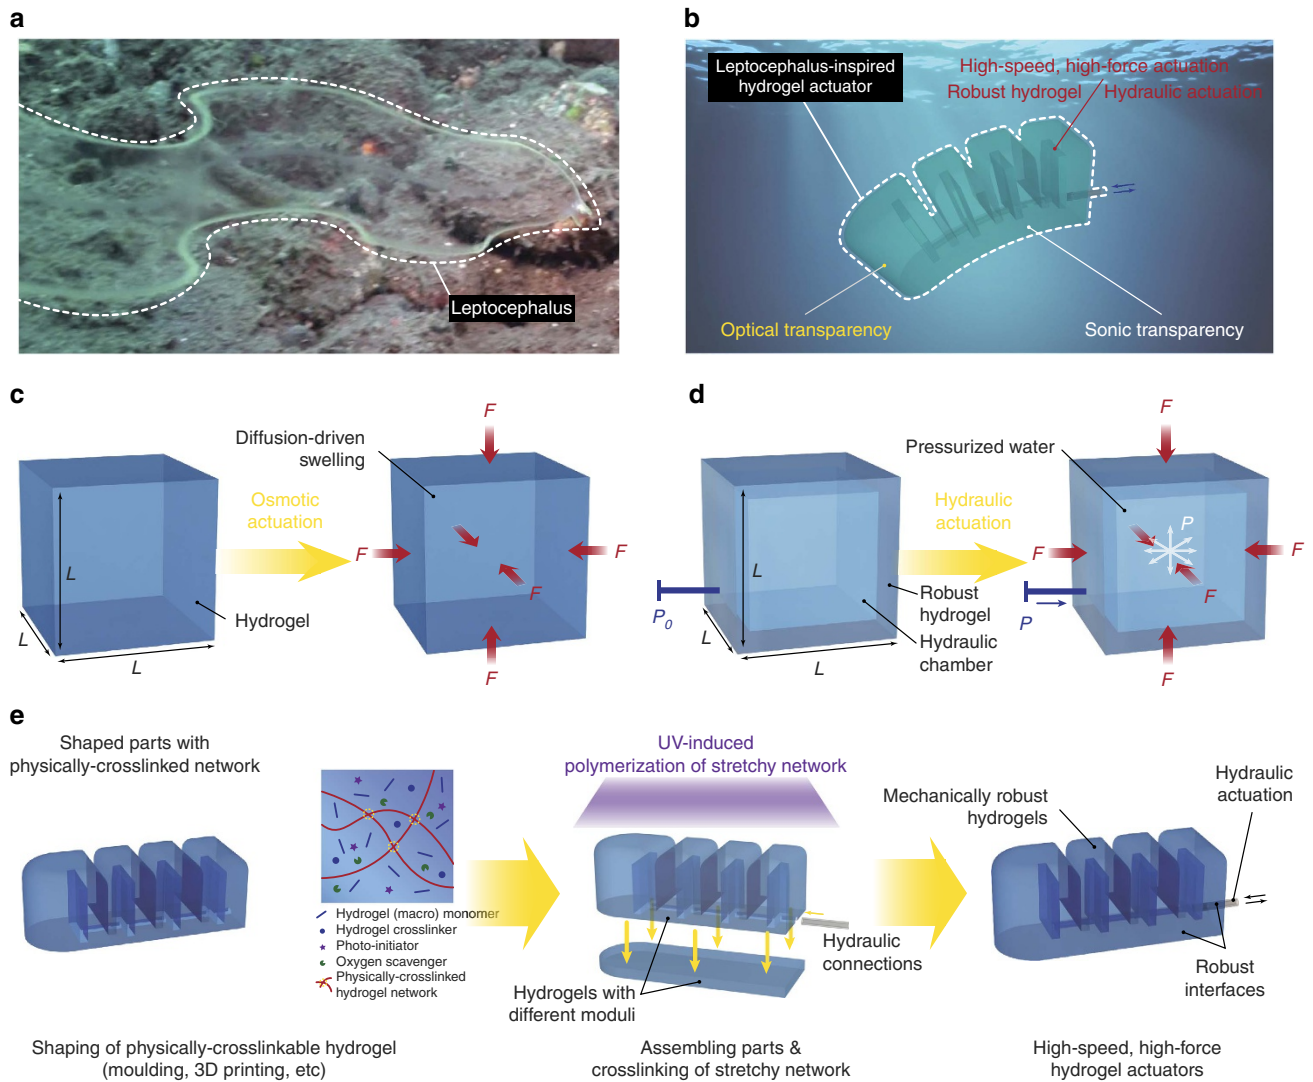 a
Leptocephalus
b
Leptocephalus-inspired
hydrogel actuator
High-speed, high-force actuation
Robust hydrogel
Hydraulic actuation
Optical transparency
Sonic transparency
c
Diffusion-driven
swelling
Osmotic
actuation
L
L
L
Hydrogel
F
F
F
F
F
d
Pressurized water
Hydraulic
actuation
L
L
L
P0
Robust
hydrogel
Hydraulic
chamber
F
F
P
F
F
P
F
e
Shaped parts with
physically-crosslinked network
Hydrogel (macro) monomer
Hydrogel crosslinker
Photo-initiator
Oxygen scavenger
Physically-crosslinked
hydrogel network
Shaping of physically-crosslinkable hydrogel
(moulding, 3D printing, etc)
UV-induced
polymerization of stretchy network
Hydraulic
connections
Hydrogels with
different moduli
Assembling parts &
crosslinking of stretchy network
Mechanically robust
hydrogels
Hydraulic
actuation
Robust
interfaces
High-speed, high-force
hydrogel actuators